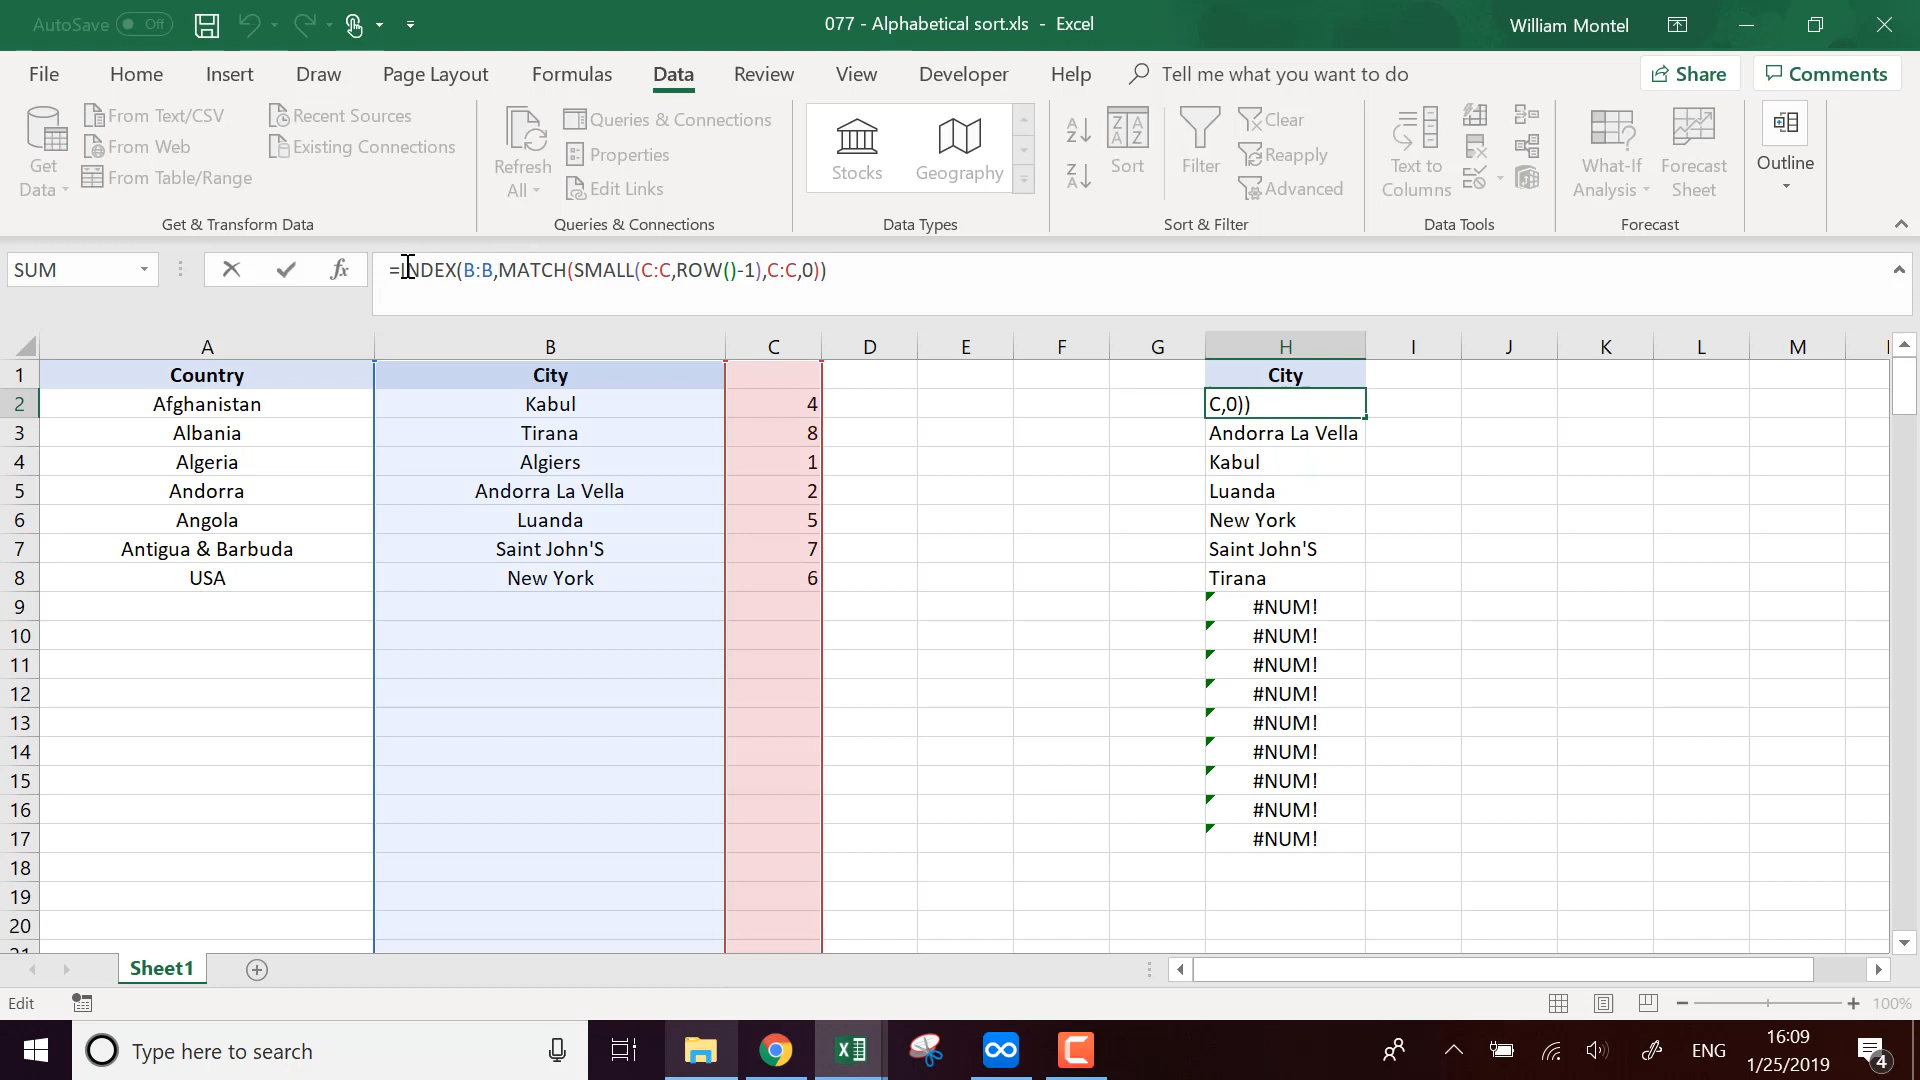 AutoSave Off
077 - Alphabetical sort.xls - Excel
William Montel
File Home Insert Draw Page Layout Formulas Data Review View Developer Help Tell me what you want to do Share Comments
Get Data
From Text/CSV
From Web
From Table/Range
Recent Sources
Existing Connections
Get & Transform Data
Refresh All
Queries & Connections
Properties
Edit Links
Queries & Connections
Stocks Geography
Data Types
Sort
Filter
Clear
Reapply
Advanced
Sort & Filter
Text to Columns
Data Tools
What-If Analysis
Forecast Sheet
Forecast
Outline
SUM
fx
=INDEX(B:B,MATCH(SMALL(C:C,ROW()-1),C:C,0))
A B C D E F G H I J K L M
1 Country City City
2 Afghanistan Kabul 4 C,0))
3 Albania Tirana 8 Andorra La Vella
4 Algeria Algiers 1 Kabul
5 Andorra Andorra La Vella 2 Luanda
6 Angola Luanda 5 New York
7 Antigua & Barbuda Saint John'S 7 Saint John'S
8 USA New York 6 Tirana
9 #NUM!
10 #NUM!
11 #NUM!
12 #NUM!
13 #NUM!
14 #NUM!
15 #NUM!
16 #NUM!
17 #NUM!
18
19
20
Sheet1
Edit
100%
Type here to search
ENG
16:09
1/25/2019
4